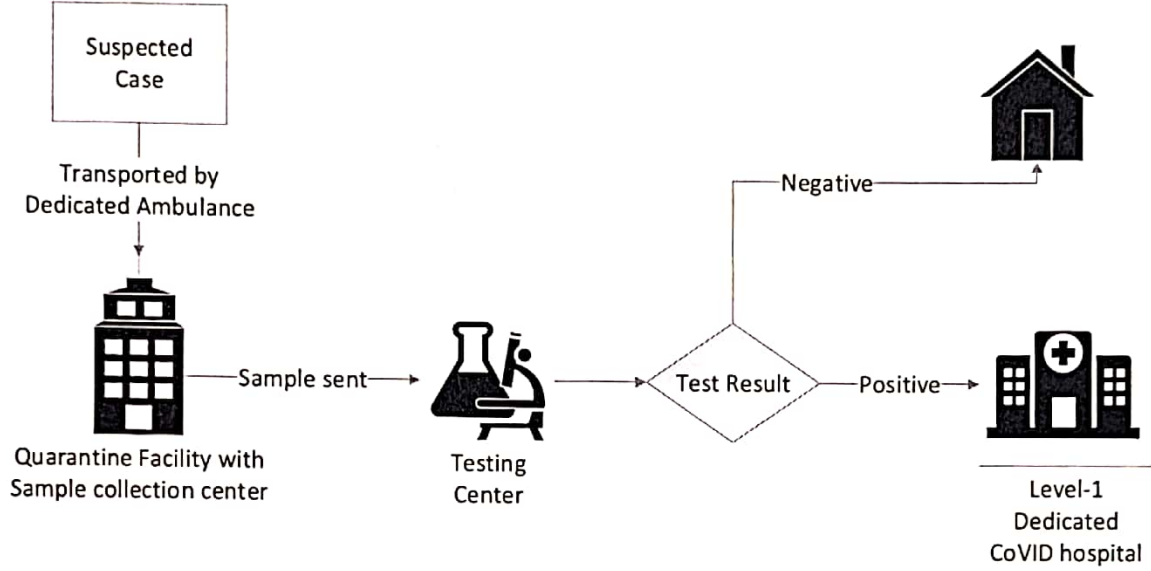 Suspected
Case
Transported by
Dedicated Ambulance
Quarantine Facility with
Sample collection center
Sample sent
Testing
Center
Test Result
Negative
Positive
Level-1
Dedicated
CoVID hospital